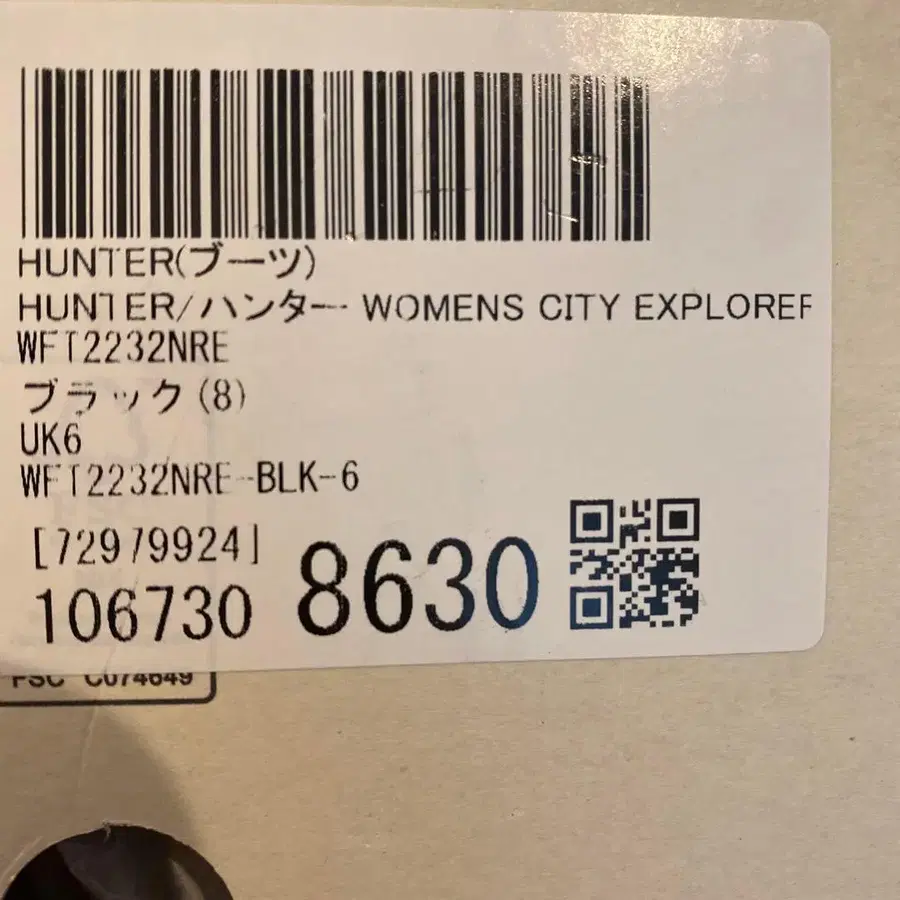 HUNTER(ブーツ)
HUNTER/ハンター- WOMENS CITY EXPLORER
WFT2232NRE
ブラック(8)
UK6
WFT2232NRE-BLK-6
[72979924]
106730 8630
FSC C074649